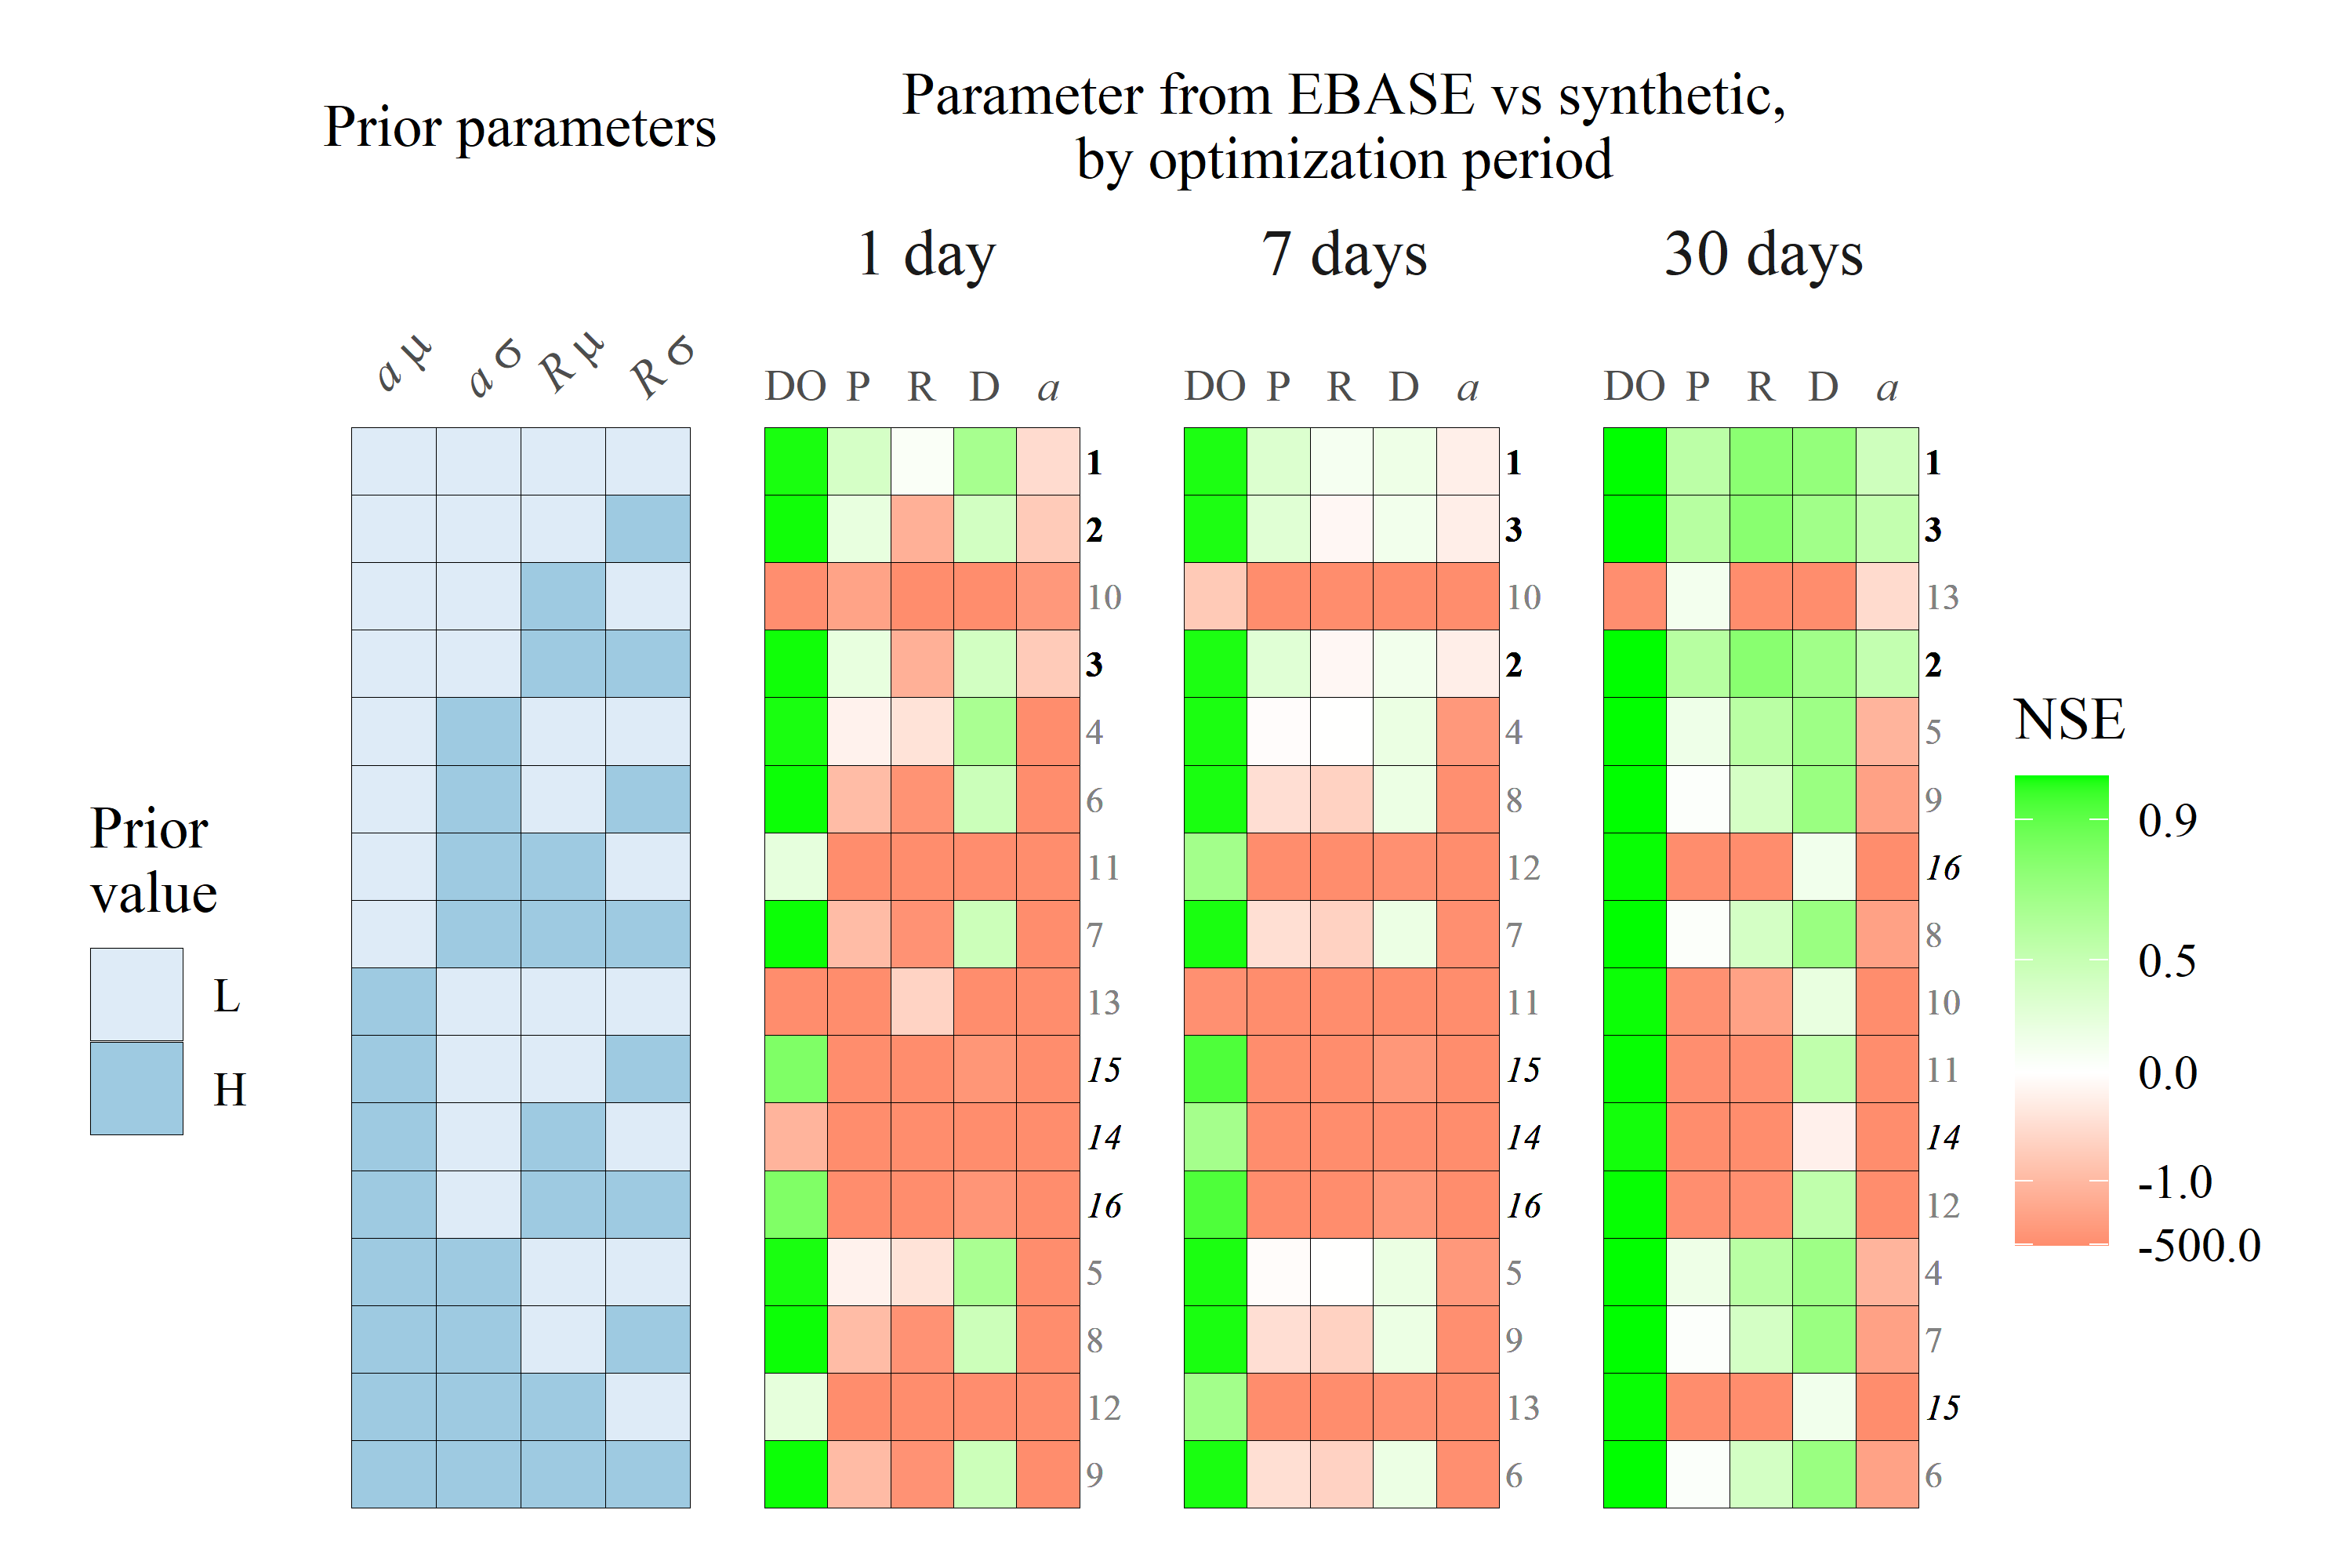 Prior parameters
Parameter from EBASE vs synthetic,
by optimization period
1 day
7 days
30 days
a μ
a σ
R μ
R σ
DO P R D a
DO P R D a
DO P R D a
1 1 1
2 3 3
10 10 13
3 2 2
4 4 5
6 8 9
11 12 16
7 7 8
13 11 10
15 15 11
14 14 14
16 16 12
5 5 4
8 9 7
12 13 15
9 6 6
Prior
value
L
H
NSE
0.9
0.5
0.0
-1.0
-500.0